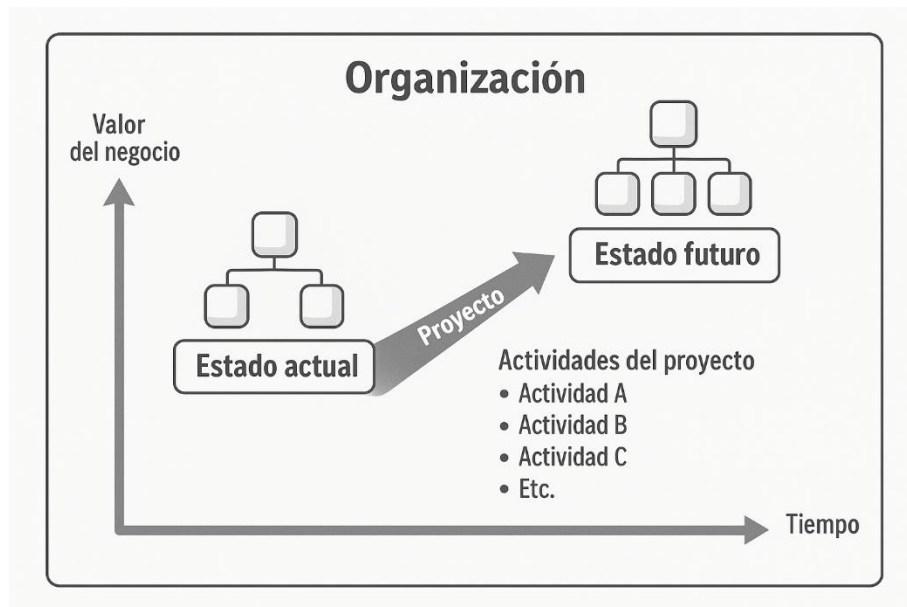 Organización
Valor
del negocio
Estado actual
Proyecto
Estado futuro
Actividades del proyecto
• Actividad A
• Actividad B
• Actividad C
• Etc.
Tiempo